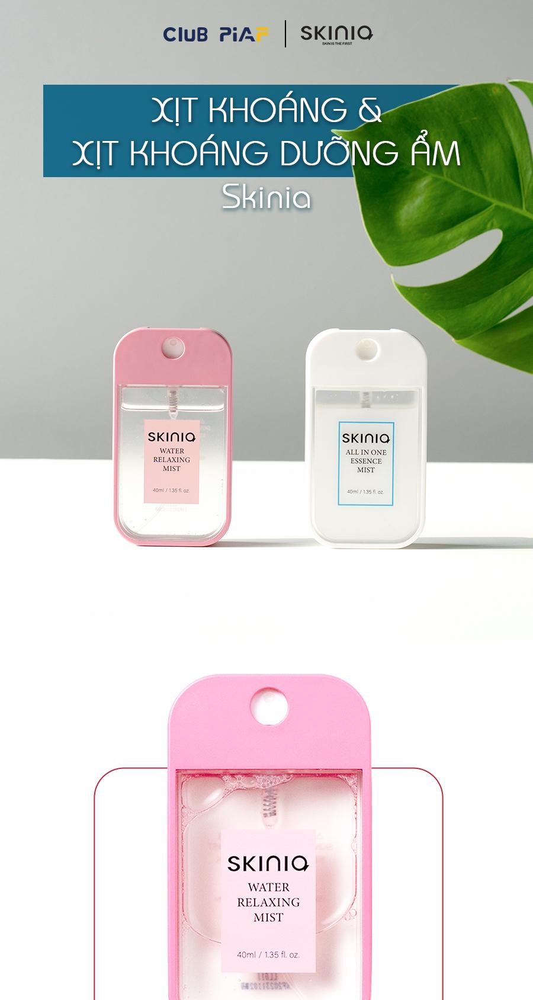 CluB PiAF
SKINIA
SKIN IS THE FIRST
XỊT KHOÁNG &
XỊT KHOÁNG DƯỠNG ẨM
Skinia
SKINIA
WATER
RELAXING
MIST
40ml / 1.35 fl. oz.
SKINIA
ALL IN ONE
ESSENCE
MIST
40ml / 1.35 fl. oz.
SKINIA
WATER
RELAXING
MIST
40ml / 1.35 fl. oz.